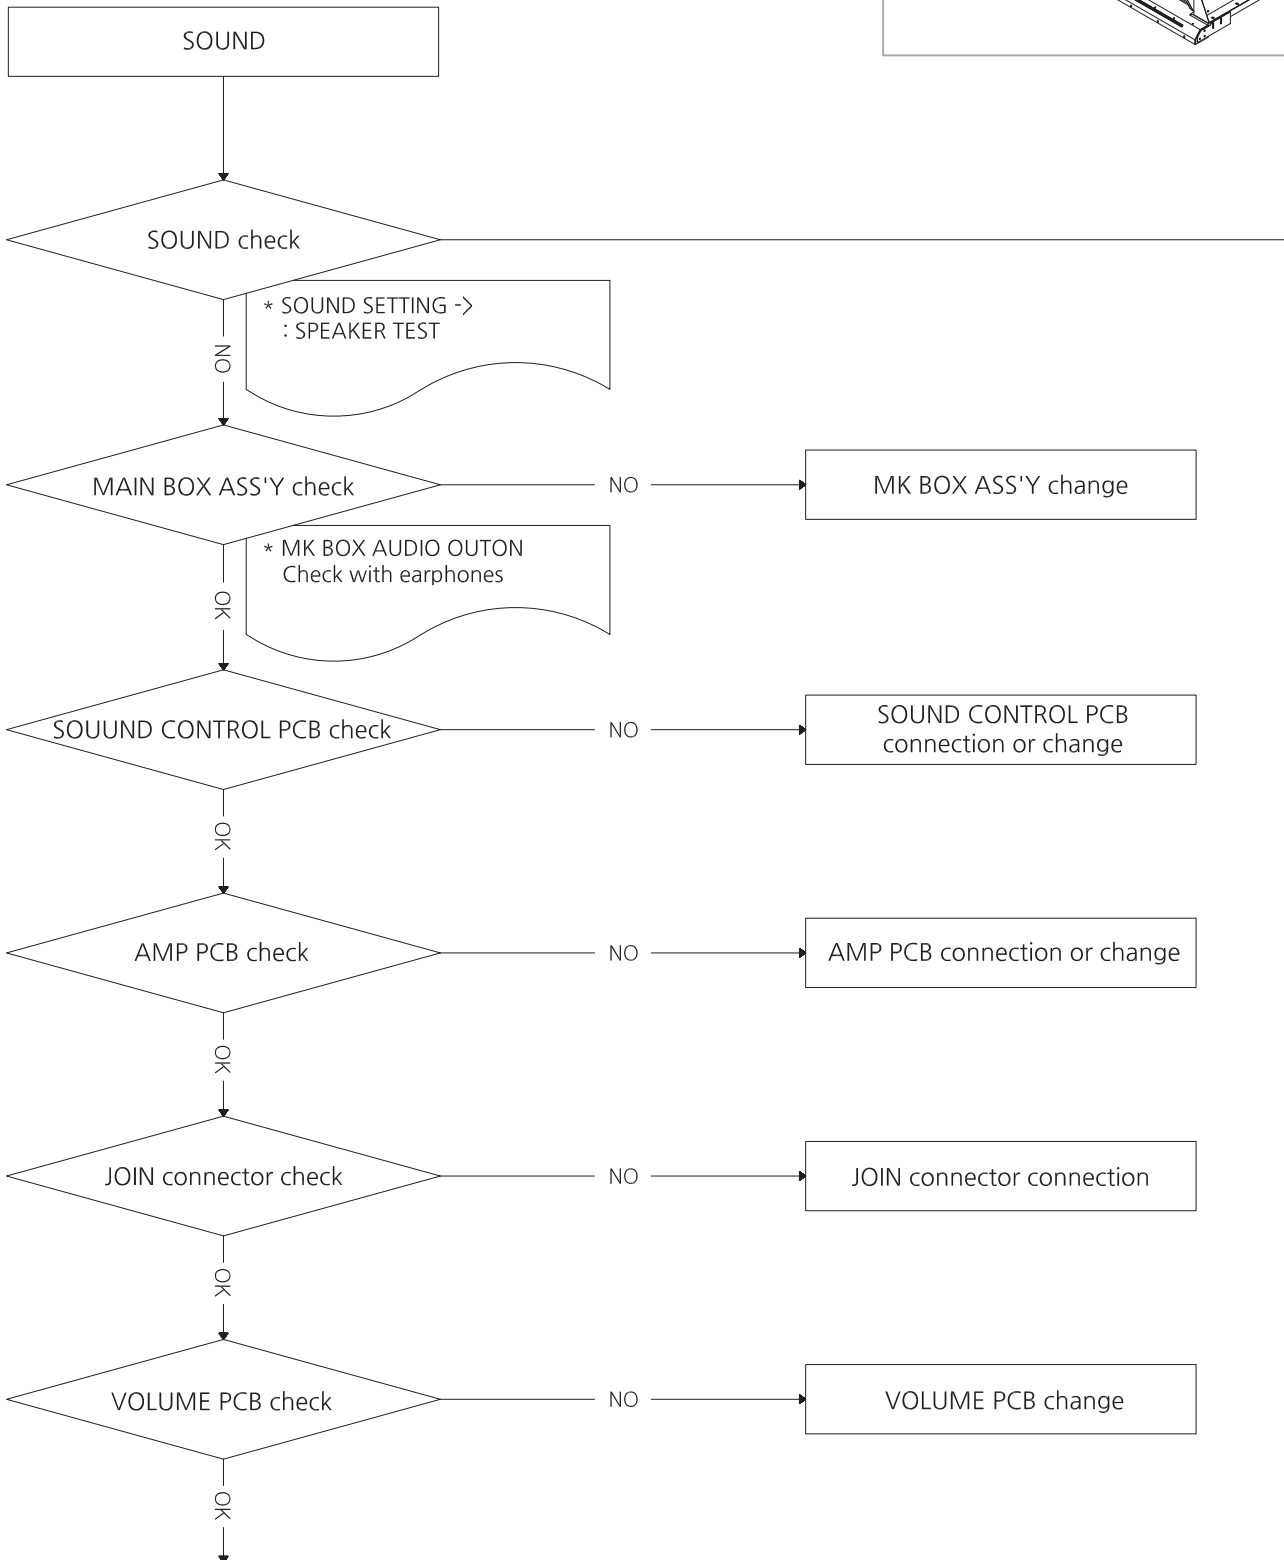 SOUND
SOUND check
* SOUND SETTING ->
: SPEAKER TEST
NO
MAIN BOX ASS'Y check
NO
MK BOX ASS'Y change
* MK BOX AUDIO OUTON
Check with earphones
OK
SOUUND CONTROL PCB check
NO
SOUND CONTROL PCB
connection or change
OK
AMP PCB check
NO
AMP PCB connection or change
OK
JOIN connector check
NO
JOIN connector connection
OK
VOLUME PCB check
NO
VOLUME PCB change
OK